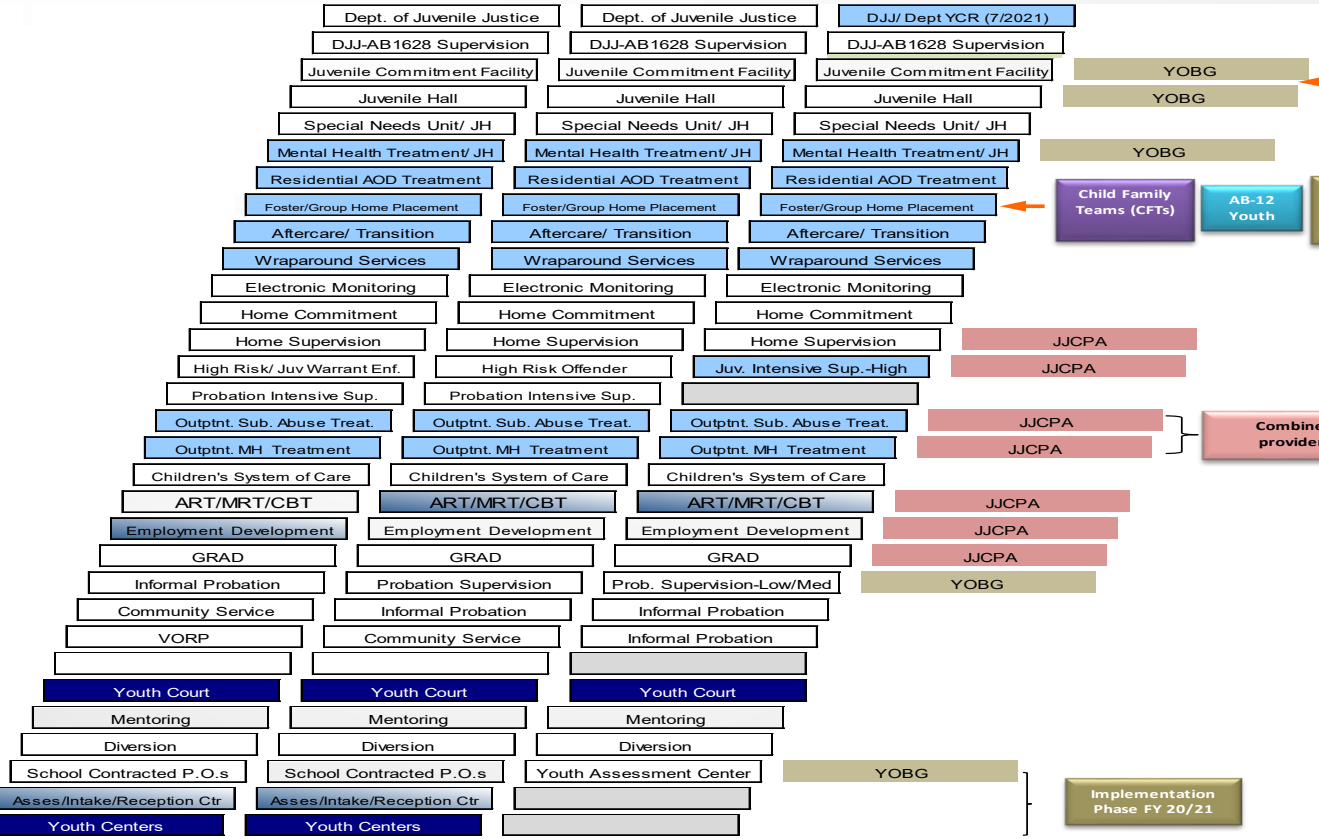 Dept. of Juvenile Justice Dept. of Juvenile Justice DJJ/ Dept YCR (7/2021)
DJJ-AB1628 Supervision DJJ-AB1628 Supervision DJJ-AB1628 Supervision
Juvenile Commitment Facility Juvenile Commitment Facility Juvenile Commitment Facility YOBG
Juvenile Hall Juvenile Hall Juvenile Hall YOBG
Special Needs Unit/ JH Special Needs Unit/ JH Special Needs Unit/ JH
Mental Health Treatment/ JH Mental Health Treatment/ JH Mental Health Treatment/ JH YOBG
Residential AOD Treatment Residential AOD Treatment Residential AOD Treatment
Foster/Group Home Placement Foster/Group Home Placement Foster/Group Home Placement
Child Family
Teams (CFTs)
AB-12
Youth
Aftercare/ Transition Aftercare/ Transition Aftercare/ Transition
Wraparound Services Wraparound Services Wraparound Services
Electronic Monitoring Electronic Monitoring Electronic Monitoring
Home Commitment Home Commitment Home Commitment
Home Supervision Home Supervision Home Supervision JJCPA
High Risk/ Juv Warrant Enf. High Risk Offender Juv. Intensive Sup.-High JJCPA
Probation Intensive Sup. Probation Intensive Sup.
Outptnt. Sub. Abuse Treat. Outptnt. Sub. Abuse Treat. Outptnt. Sub. Abuse Treat. JJCPA
Outptnt. MH Treatment Outptnt. MH Treatment Outptnt. MH Treatment JJCPA
Combine
provider
Children's System of Care Children's System of Care Children's System of Care
ART/MRT/CBT ART/MRT/CBT ART/MRT/CBT JJCPA
Employment Development Employment Development Employment Development JJCPA
GRAD GRAD GRAD JJCPA
Informal Probation Probation Supervision Prob. Supervision-Low/Med YOBG
Community Service Informal Probation Informal Probation
VORP Community Service Informal Probation
Youth Court Youth Court Youth Court
Mentoring Mentoring Mentoring
Diversion Diversion Diversion
School Contracted P.O.s School Contracted P.O.s Youth Assessment Center YOBG
Asses/Intake/Reception Ctr Asses/Intake/Reception Ctr
Youth Centers Youth Centers
Implementation
Phase FY 20/21